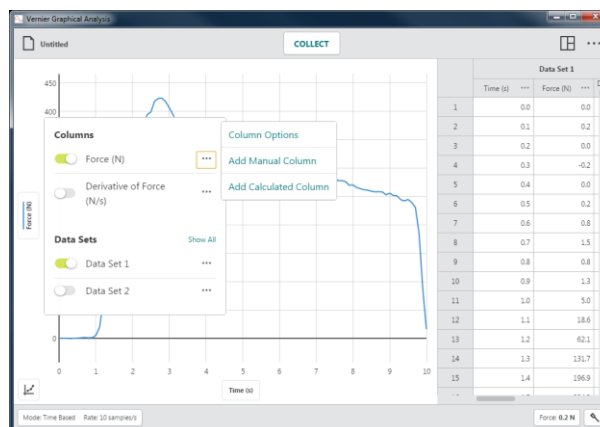 Vernier Graphical Analysis
Untitled
COLLECT
450
400
0
0 1 2 3 4 5 6 7 8 9 10
Force (N)
Time (s)
Columns
Force (N)
Derivative of Force
(N/s)
Data Sets Show All
Data Set 1
Data Set 2
Column Options
Add Manual Column
Add Calculated Column
Data Set 1
Time (s) Force (N)
1 0.0 0.0
2 0.1 0.2
3 0.2 0.0
4 0.3 -0.2
5 0.4 0.0
6 0.5 0.2
7 0.6 0.8
8 0.7 1.5
9 0.8 0.8
10 0.9 1.3
11 1.0 5.0
12 1.1 18.6
13 1.2 62.1
14 1.3 131.7
15 1.4 196.9
Mode: Time Based Rate: 10 samples/s
Force: 0.2 N